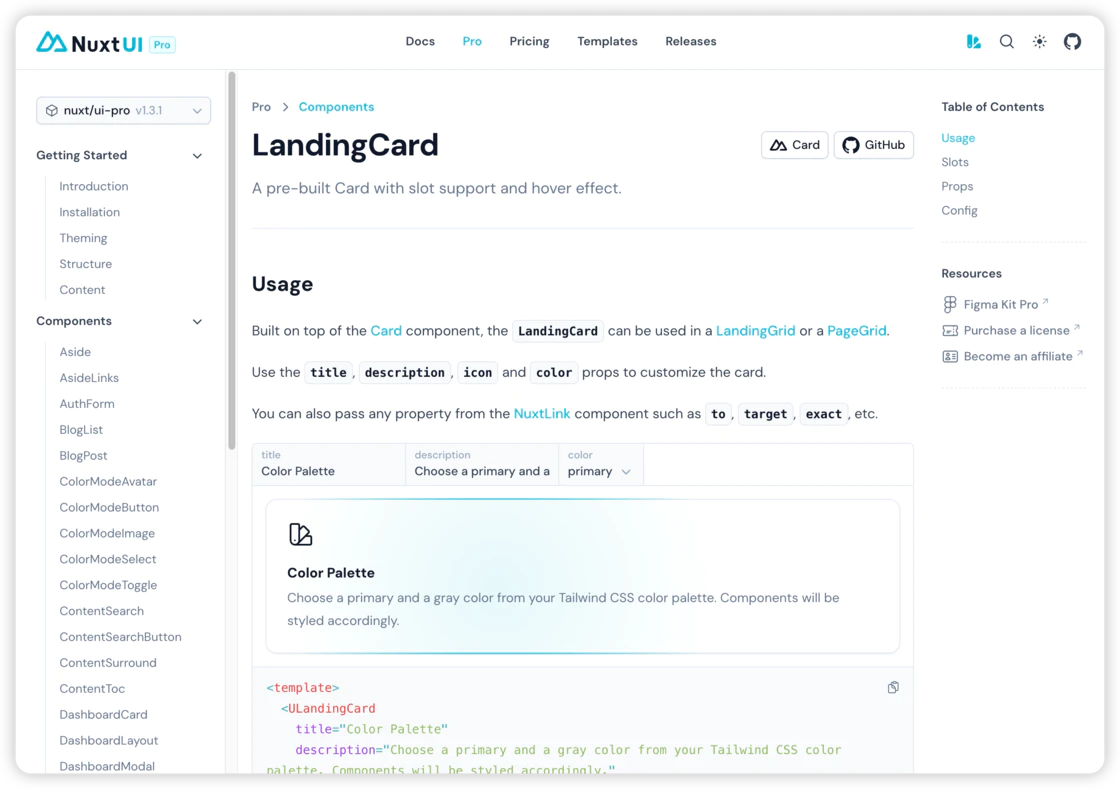 NuxtUI Pro
Docs
Pro
Pricing
Templates
Releases
nuxt/ui-pro v1.3.1
Getting Started
Introduction
Installation
Theming
Structure
Content
Components
Aside
AsideLinks
AuthForm
BlogList
BlogPost
ColorModeAvatar
ColorModeButton
ColorModeImage
ColorModeSelect
ColorModeToggle
ContentSearch
ContentSearchButton
ContentSurround
ContentToc
DashboardCard
DashboardLayout
DashboardModal
Pro > Components
LandingCard
Card
GitHub
A pre-built Card with slot support and hover effect.
Usage
Built on top of the Card component, the LandingCard can be used in a LandingGrid or a PageGrid.
Use the title, description, icon and color props to customize the card.
You can also pass any property from the NuxtLink component such as to, target, exact, etc.
title
Color Palette
description
Choose a primary and a
color
primary
Color Palette
Choose a primary and a gray color from your Tailwind CSS color palette. Components will be
styled accordingly.
<template>
<ULandingCard
title="Color Palette"
description="Choose a primary and a gray color from your Tailwind CSS color
palette. Components will be styled accordingly."
Table of Contents
Usage
Slots
Props
Config
Resources
Figma Kit Pro
Purchase a license
Become an affiliate